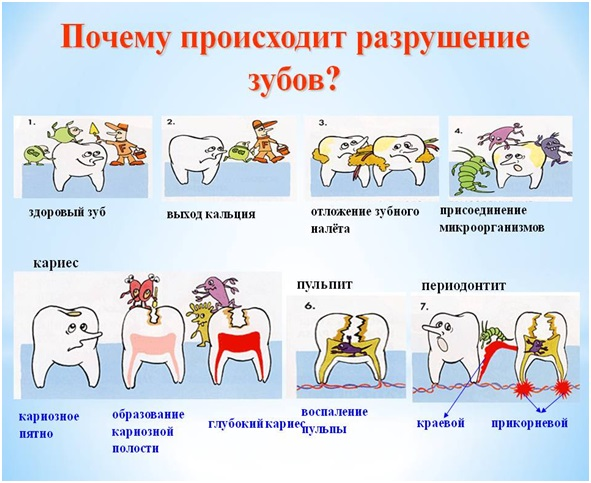 Почему происходит разрушение
зубов?
1.
2.
3.
4.
F
F
здоровый зуб
выход кальция
отложение зубного
налёта
присоединение
микроорганизмов
кариес
пульпит
периодонтит
6.
7.
кариозное
пятно
образование
кариозной
полости
глубокий кариес
воспаление
пульпы
краевой
прикорневой